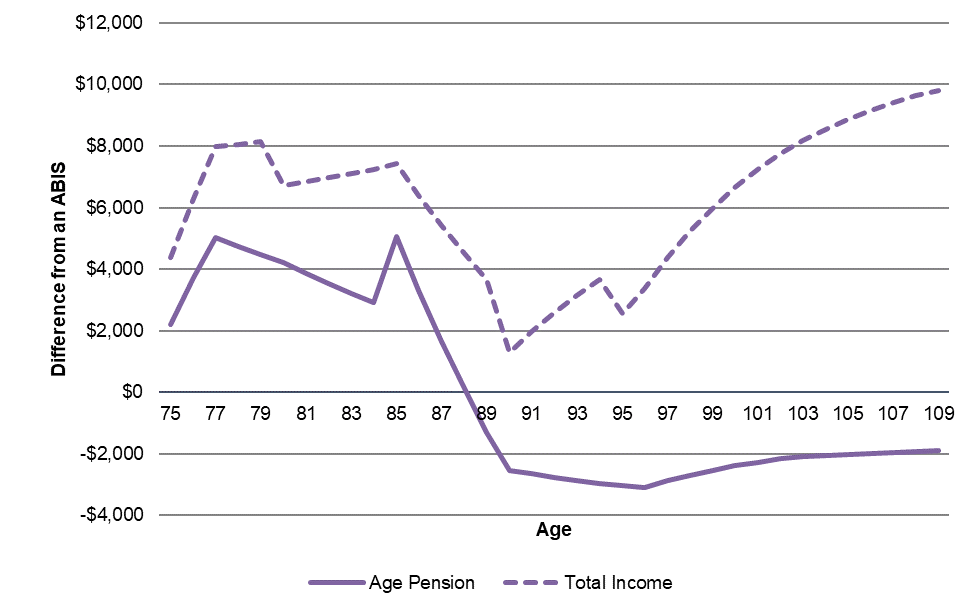 $12,000
$10,000
$8,000
$6,000
$4,000
$2,000
$0
-$2,000
-$4,000
Difference from an ABIS
75 77 79 81 83 85 87 89 91 93 95 97 99 101 103 105 107 109
Age
Age Pension Total Income